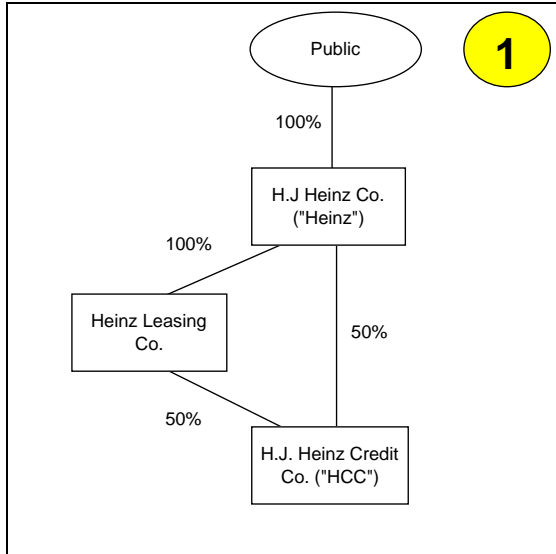 Public
1
100%
H.J Heinz Co.
("Heinz")
100%
Heinz Leasing
Co.
50%
50%
H.J. Heinz Credit
Co. ("HCC")